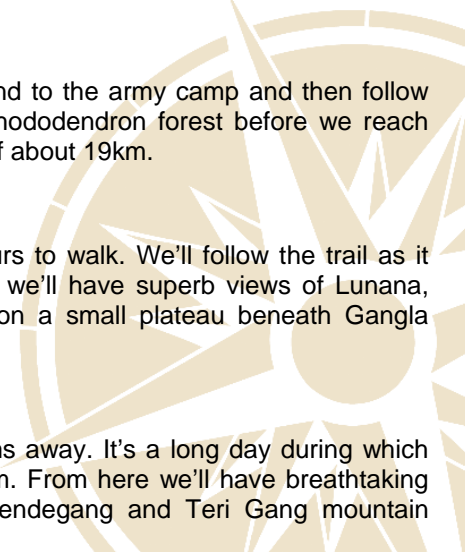 nd to the army camp and then follow
hododendron forest before we reach
f about 19km.
urs to walk. We'll follow the trail as it
we'll have superb views of Lunana,
on a small plateau beneath Gangla
ns away. It's a long day during which
n. From here we'll have breathtaking
endegang and Teri Gang mountain